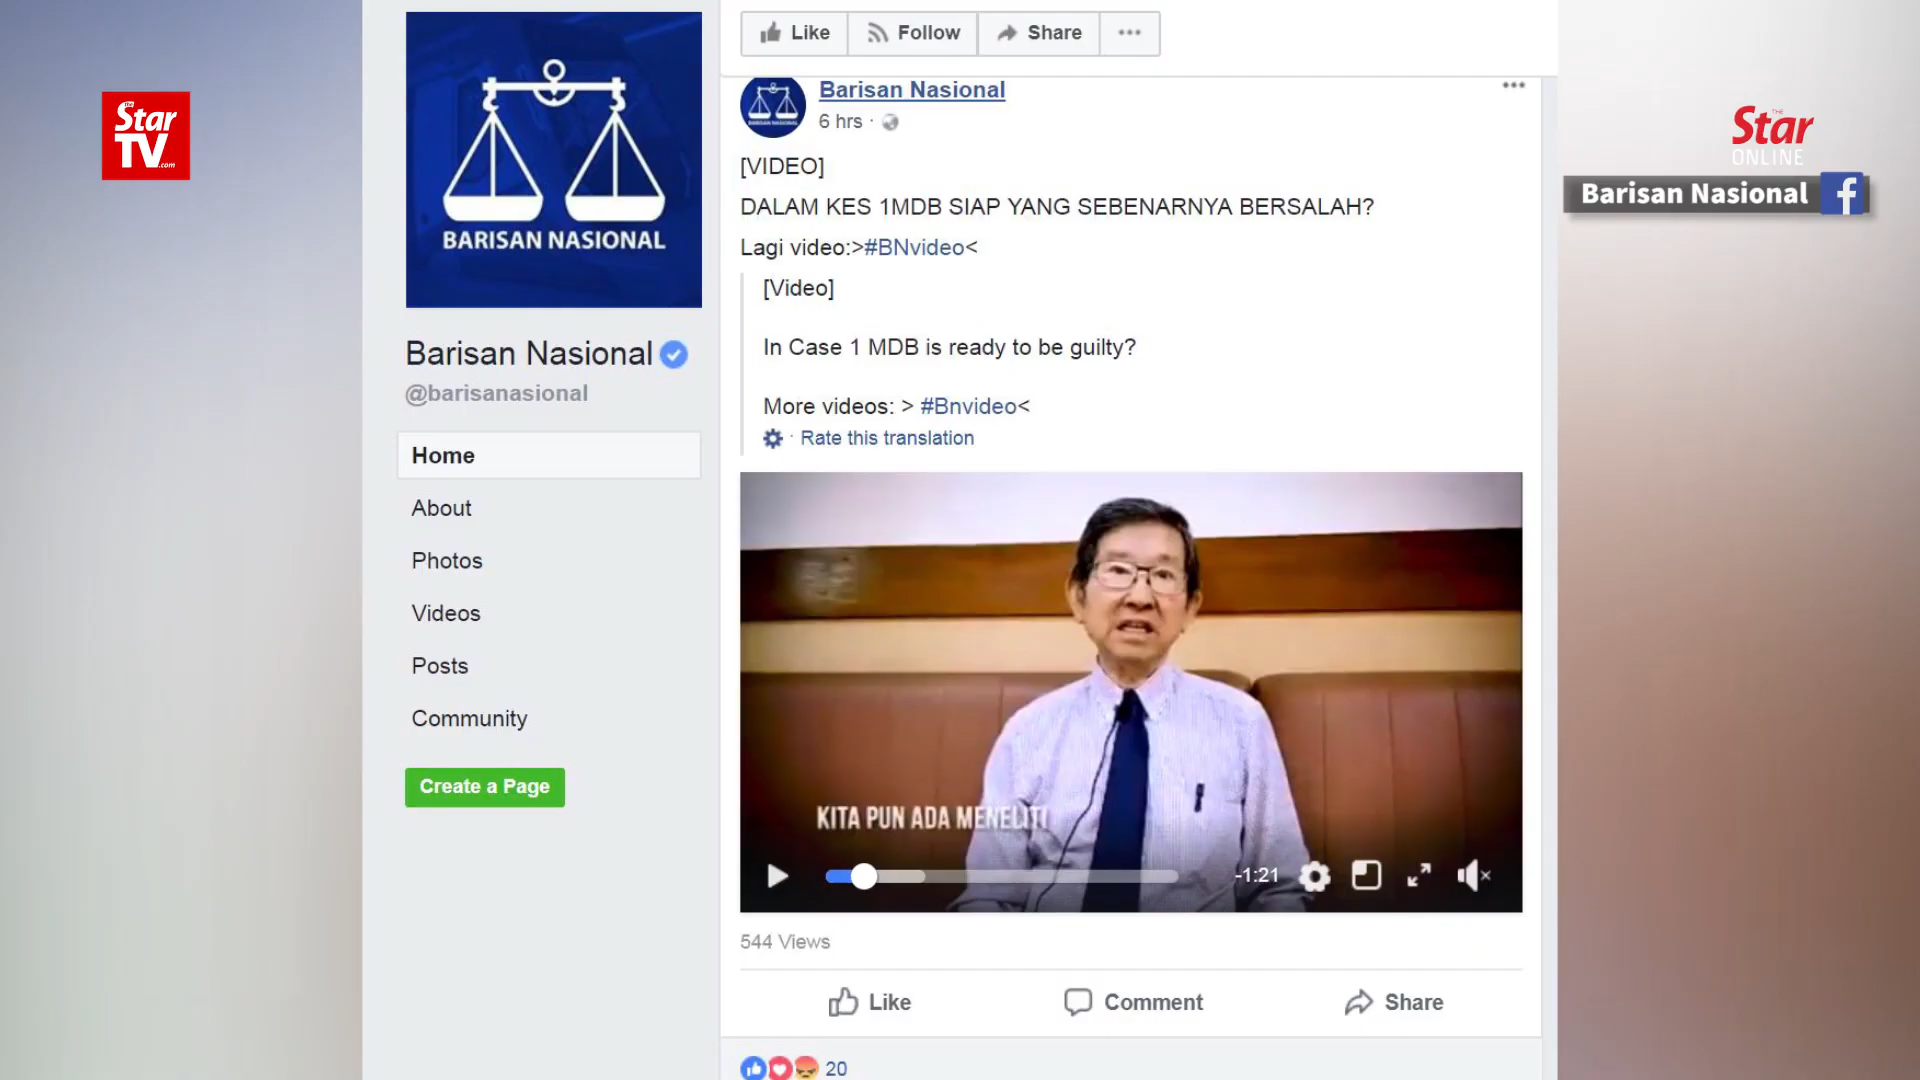 the
Star
TV
.com
BARISAN NASIONAL
Barisan Nasional
@barisanasional
Home
About
Photos
Videos
Posts
Community
Create a Page
Like
Follow
Share
Barisan Nasional
6 hrs ·
[VIDEO]
DALAM KES 1MDB SIAP YANG SEBENARNYA BERSALAH?
Lagi video:>#BNvideo<
[Video]
In Case 1 MDB is ready to be guilty?
More videos: > #Bnvideo<
· Rate this translation
KITA PUN ADA MENELITI
-1:21
544 Views
Like
Comment
Share
20
THE
Star
ONLINE
Barisan Nasional f